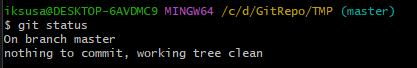 iksusa@DESKTOP-6AVDMC9 MINGW64 /c/d/GitRepo/TMP (master)
$ git status
On branch master
nothing to commit, working tree clean